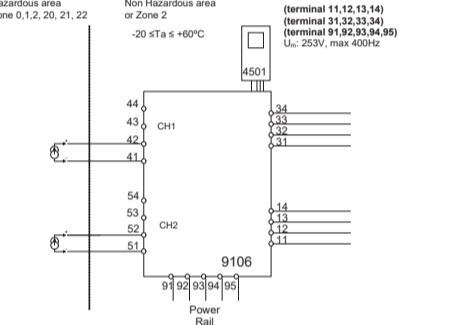 azardous area
ne 0,1,2, 20, 21, 22
Non Hazardous area
or Zone 2
-20 ≤Ta ≤ +60ºC
(terminal 11,12,13,14)
(terminal 31,32,33,34)
(terminal 91,92,93,94,95)
Um: 253V, max 400Hz
4501
44
43
42
41
CH1
34
33
32
31
54
53
52
51
CH2
14
13
12
11
9106
91 92 93 94 95
Power
Rail